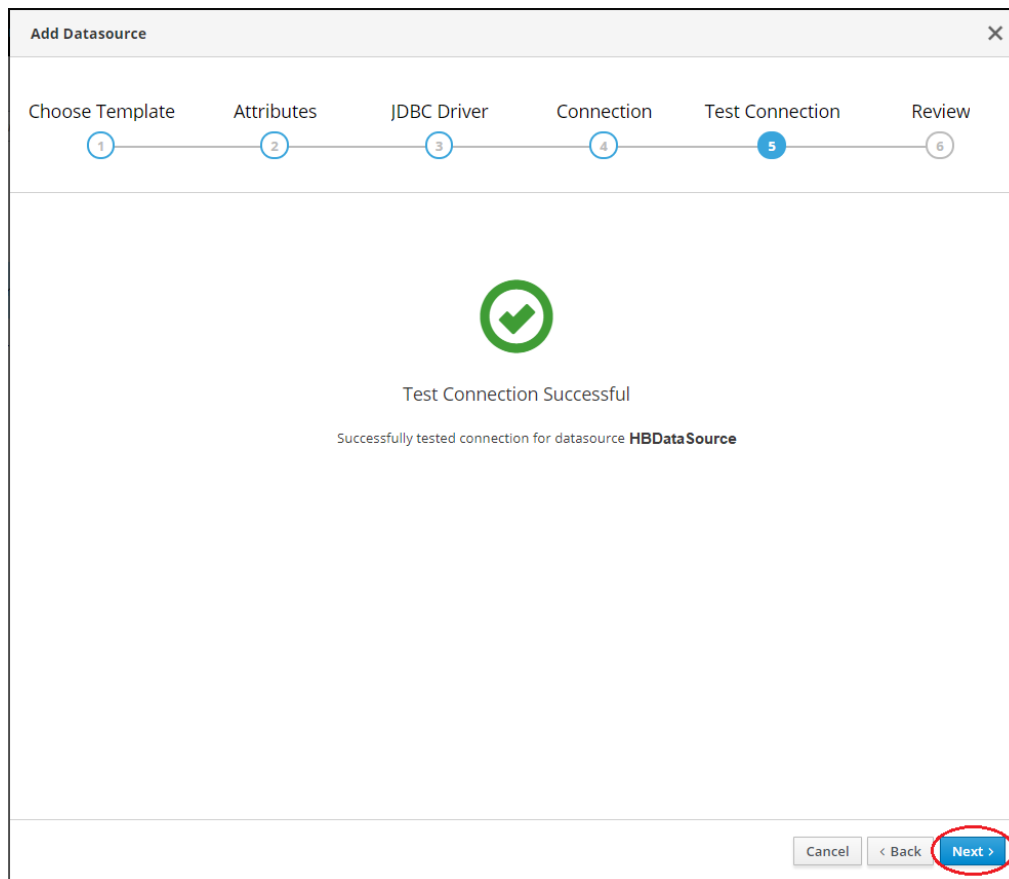 Add Datasource
Choose Template Attributes JDBC Driver Connection Test Connection Review
1 2 3 4 5 6
Test Connection Successful
Successfully tested connection for datasource HBDataSource
Cancel < Back Next >